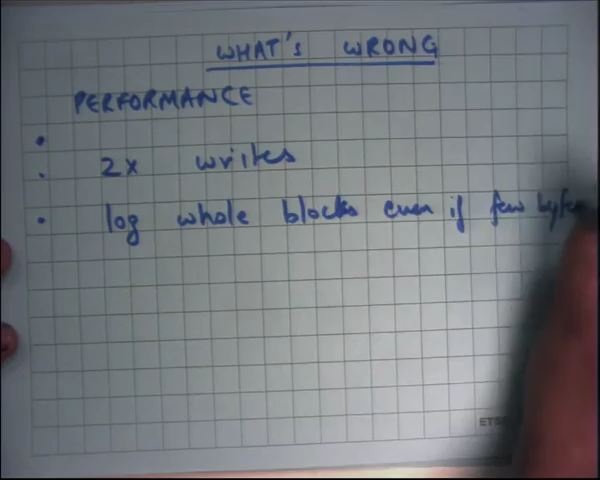 WHAT'S WRONG
PERFORMANCE
• 2x writes
• log whole blocks even if few bytes